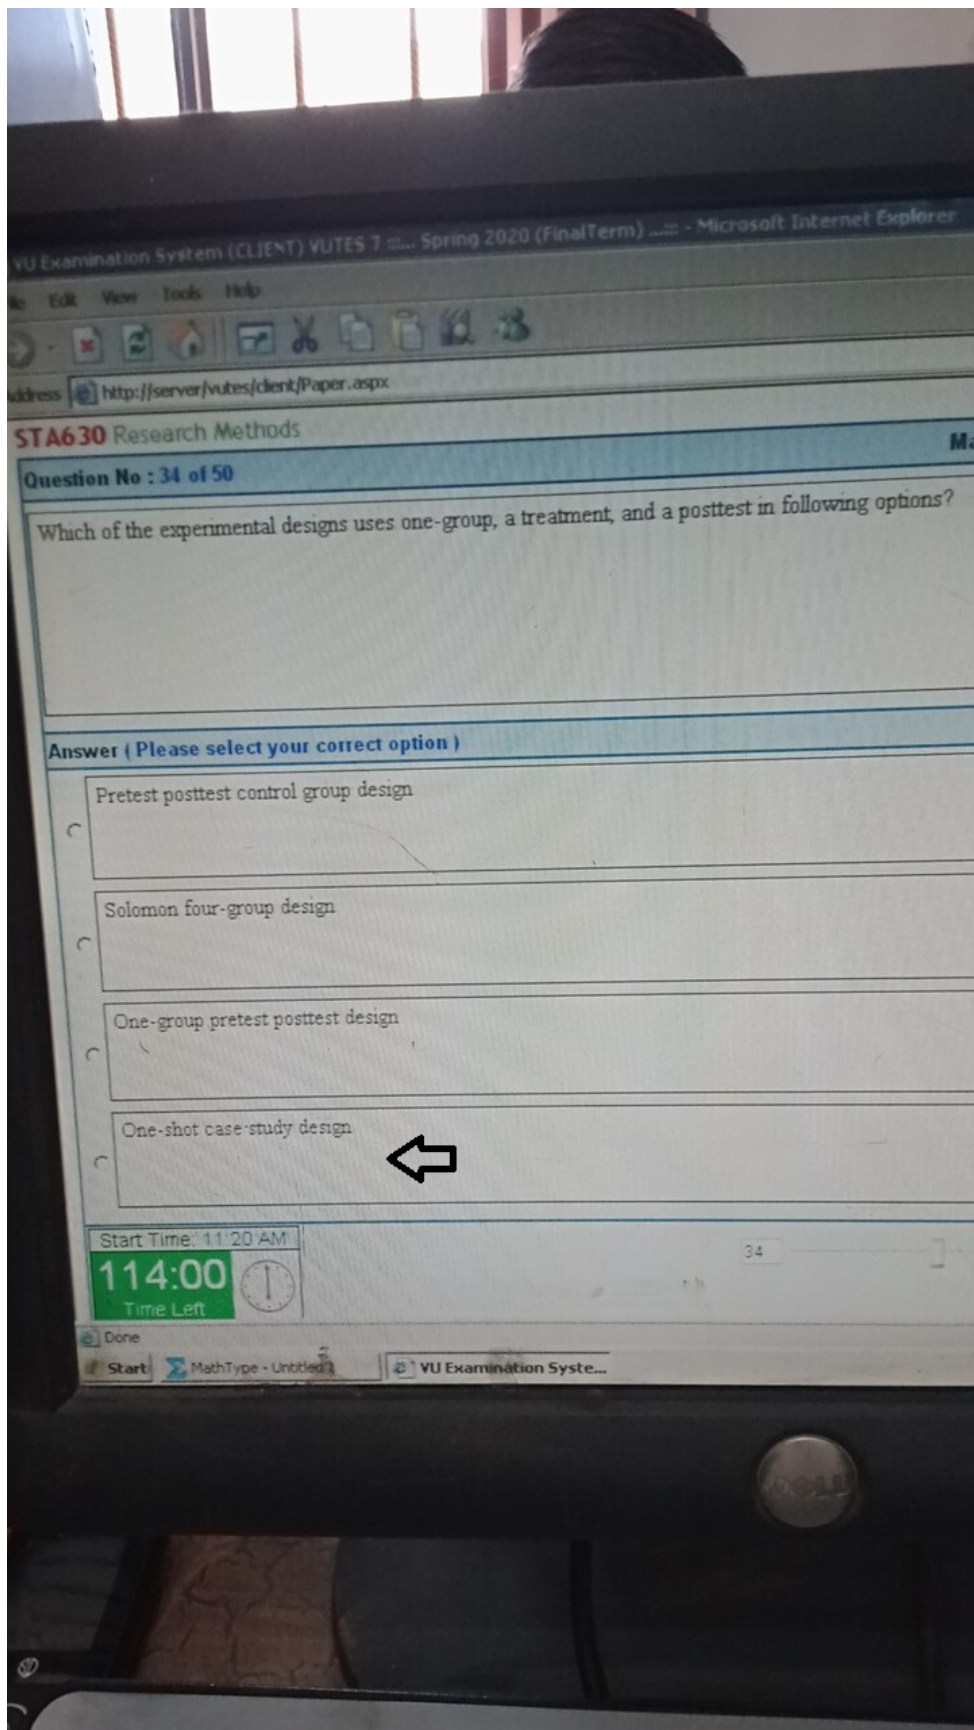 VU Examination System (CLIENT) VUTES 7 ::... Spring 2020 (FinalTerm) ...::: - Microsoft Internet Explorer
Edit View Tools Help
Address http://server/vutes/client/Paper.aspx
STA630 Research Methods
Question No : 34 of 50
Which of the experimental designs uses one-group, a treatment, and a posttest in following options?
Answer ( Please select your correct option )
Pretest posttest control group design
Solomon four-group design
One-group pretest posttest design
One-shot case study design
Start Time: 11:20 AM
114:00
Time Left
34
Done
Start MathType - Untitled VU Examination Syste...
DELL